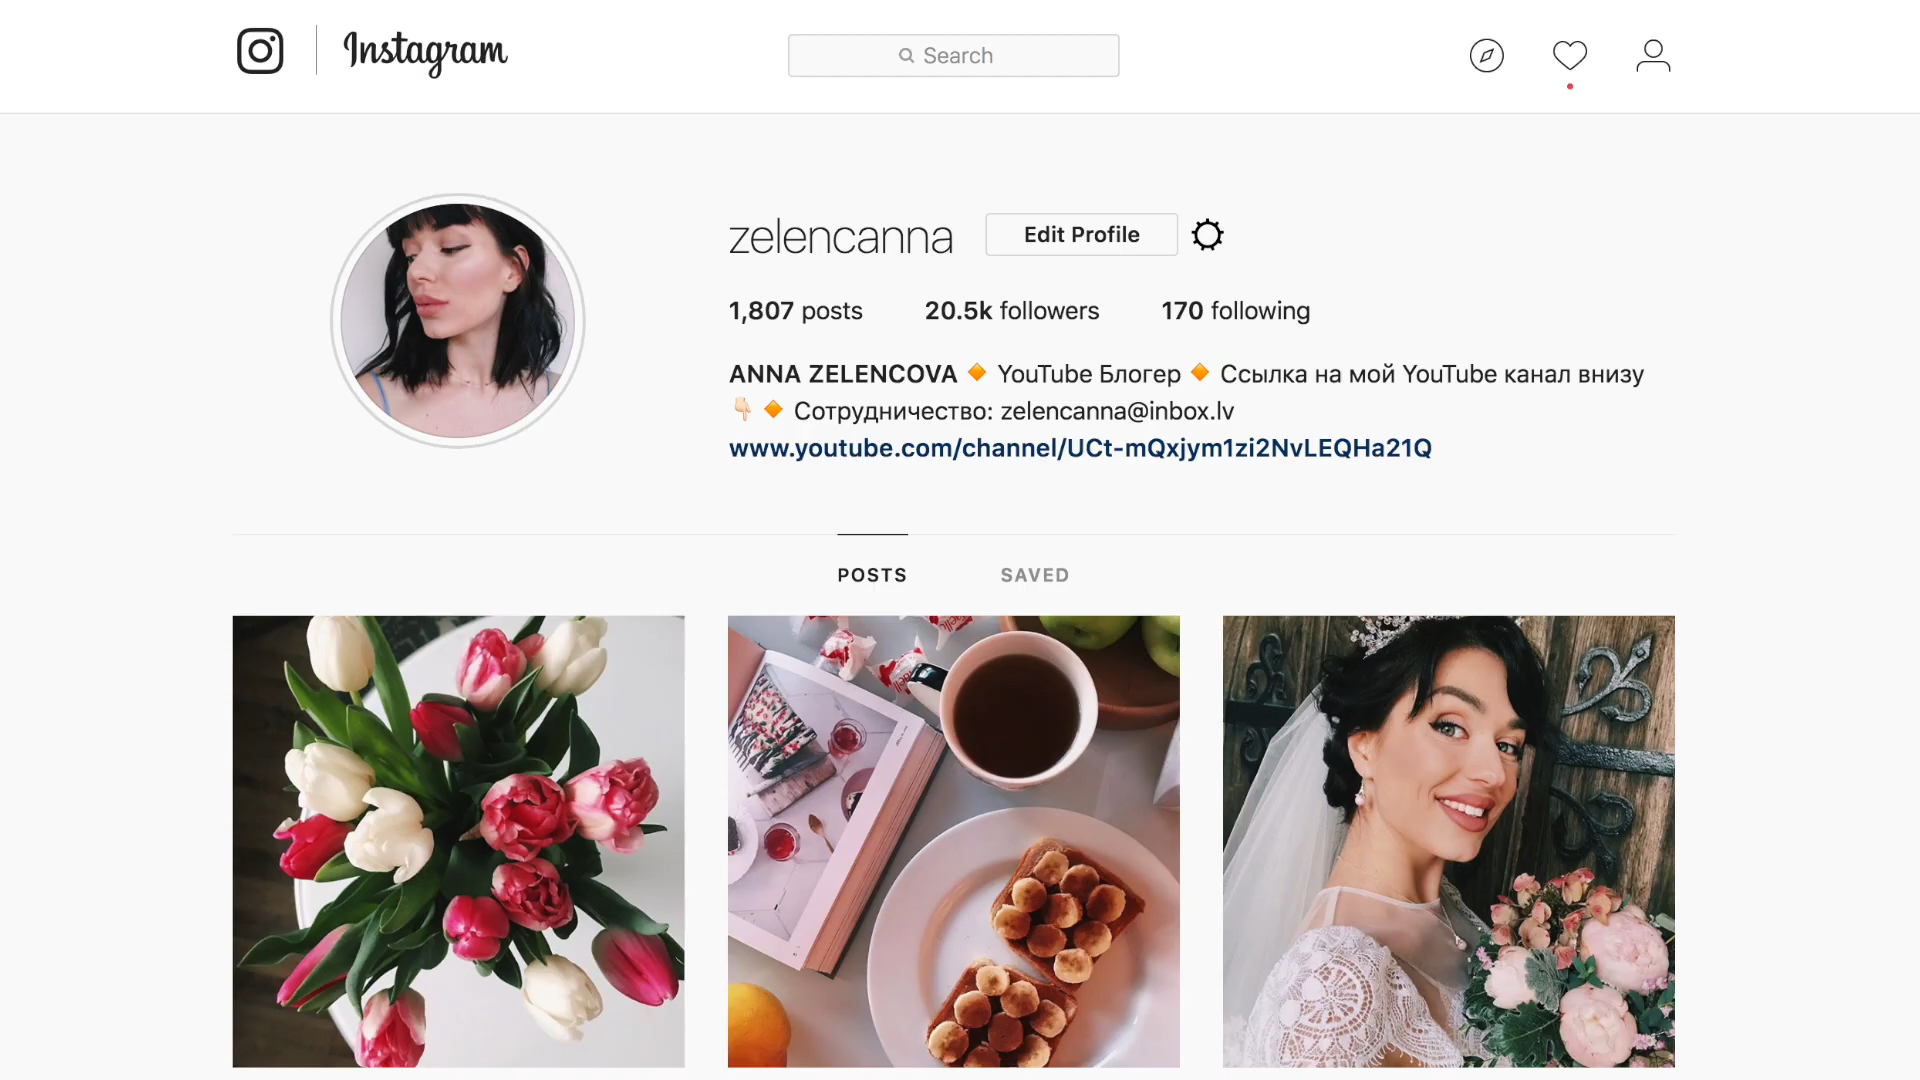 Instagram
Search
zelencanna
Edit Profile
1,807 posts 20.5k followers 170 following
ANNA ZELENCOVA 🔸 YouTube Блогер 🔸 Ссылка на мой YouTube канал внизу
👇🏻 🔸 Сотрудничество: zelencanna@inbox.lv
www.youtube.com/channel/UCt-mQxjym1zi2NvLEQHa21Q
POSTS SAVED